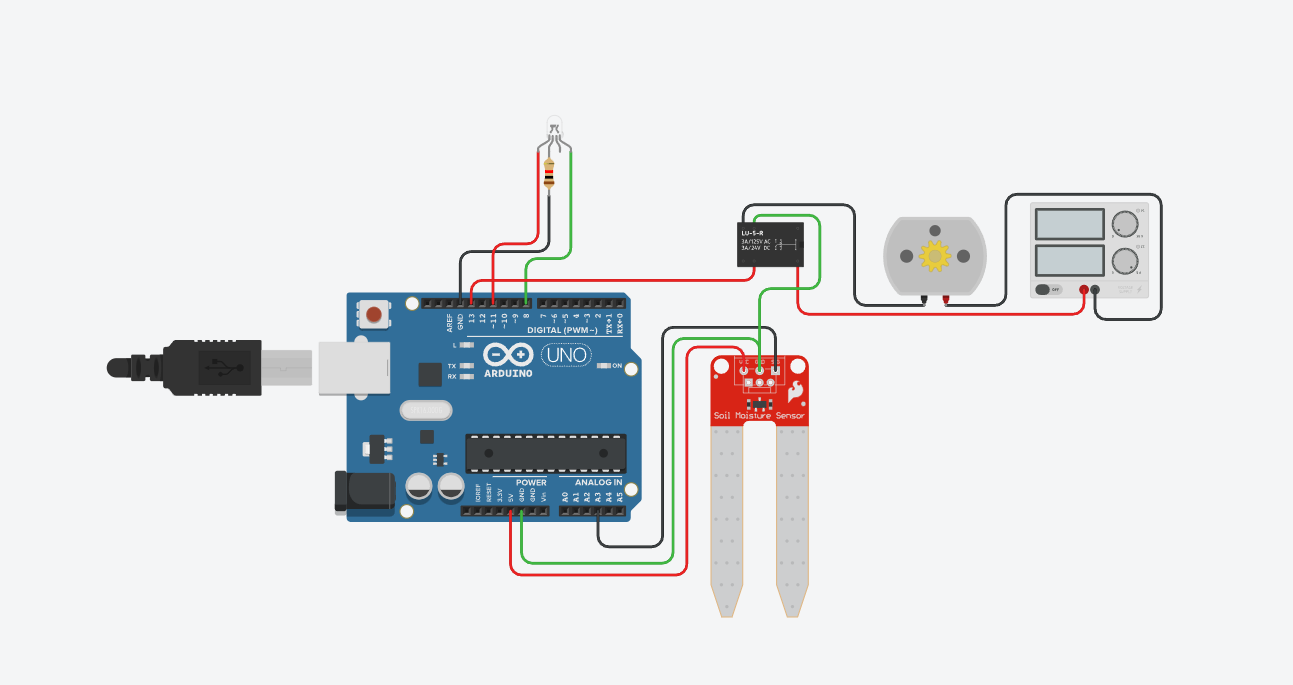 LU-5-R
3A/125V AC
3A/24V DC
OFF
AREF
GND
13
12
~11
~10
~9
8
7
~6
~5
4
~3
2
TX→1
RX←0
DIGITAL (PWM~)
L
TX
RX
ARDUINO
UNO
ON
Soil Moisture Sensor
POWER
ANALOG IN
IOREF
RESET
3.3V
5V
GND
GND
Vin
A0
A1
A2
A3
A4
A5